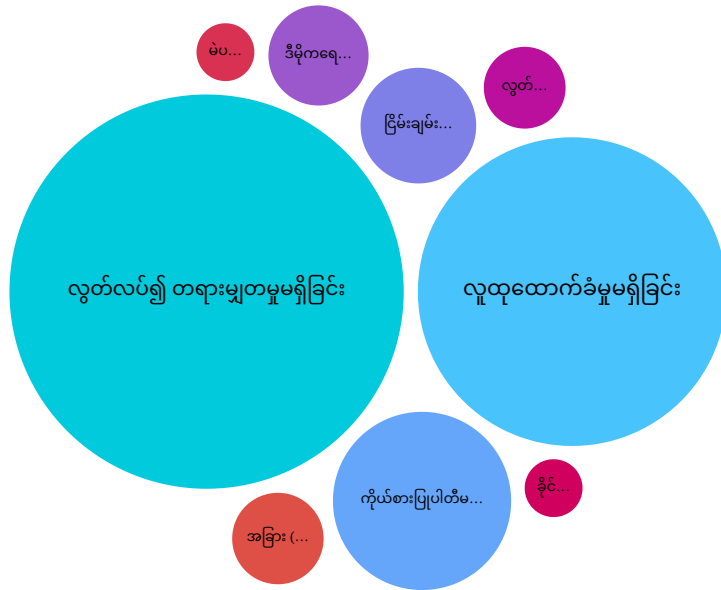 မဲပ...
ဒီမိုကရေ...
လွတ်...
ငြိမ်းချမ်း...
လွတ်လပ်၍ တရားမျှတမှုမရှိခြင်း
လူထုထောက်ခံမှုမရှိခြင်း
ကိုယ်စားပြုပါတီမ...
ခိုင်...
အခြား (...